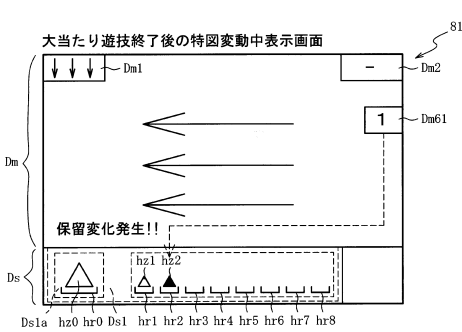 81
大当たり遊技終了後の特図変動中表示画面
Dm1
−
Dm2
1
Dm61
Dm
保留変化発生!!
hz1 hz2
Ds
Ds1a hz0 hr0 Ds1 hr1 hr2 hr3 hr4 hr5 hr6 hr7 hr8